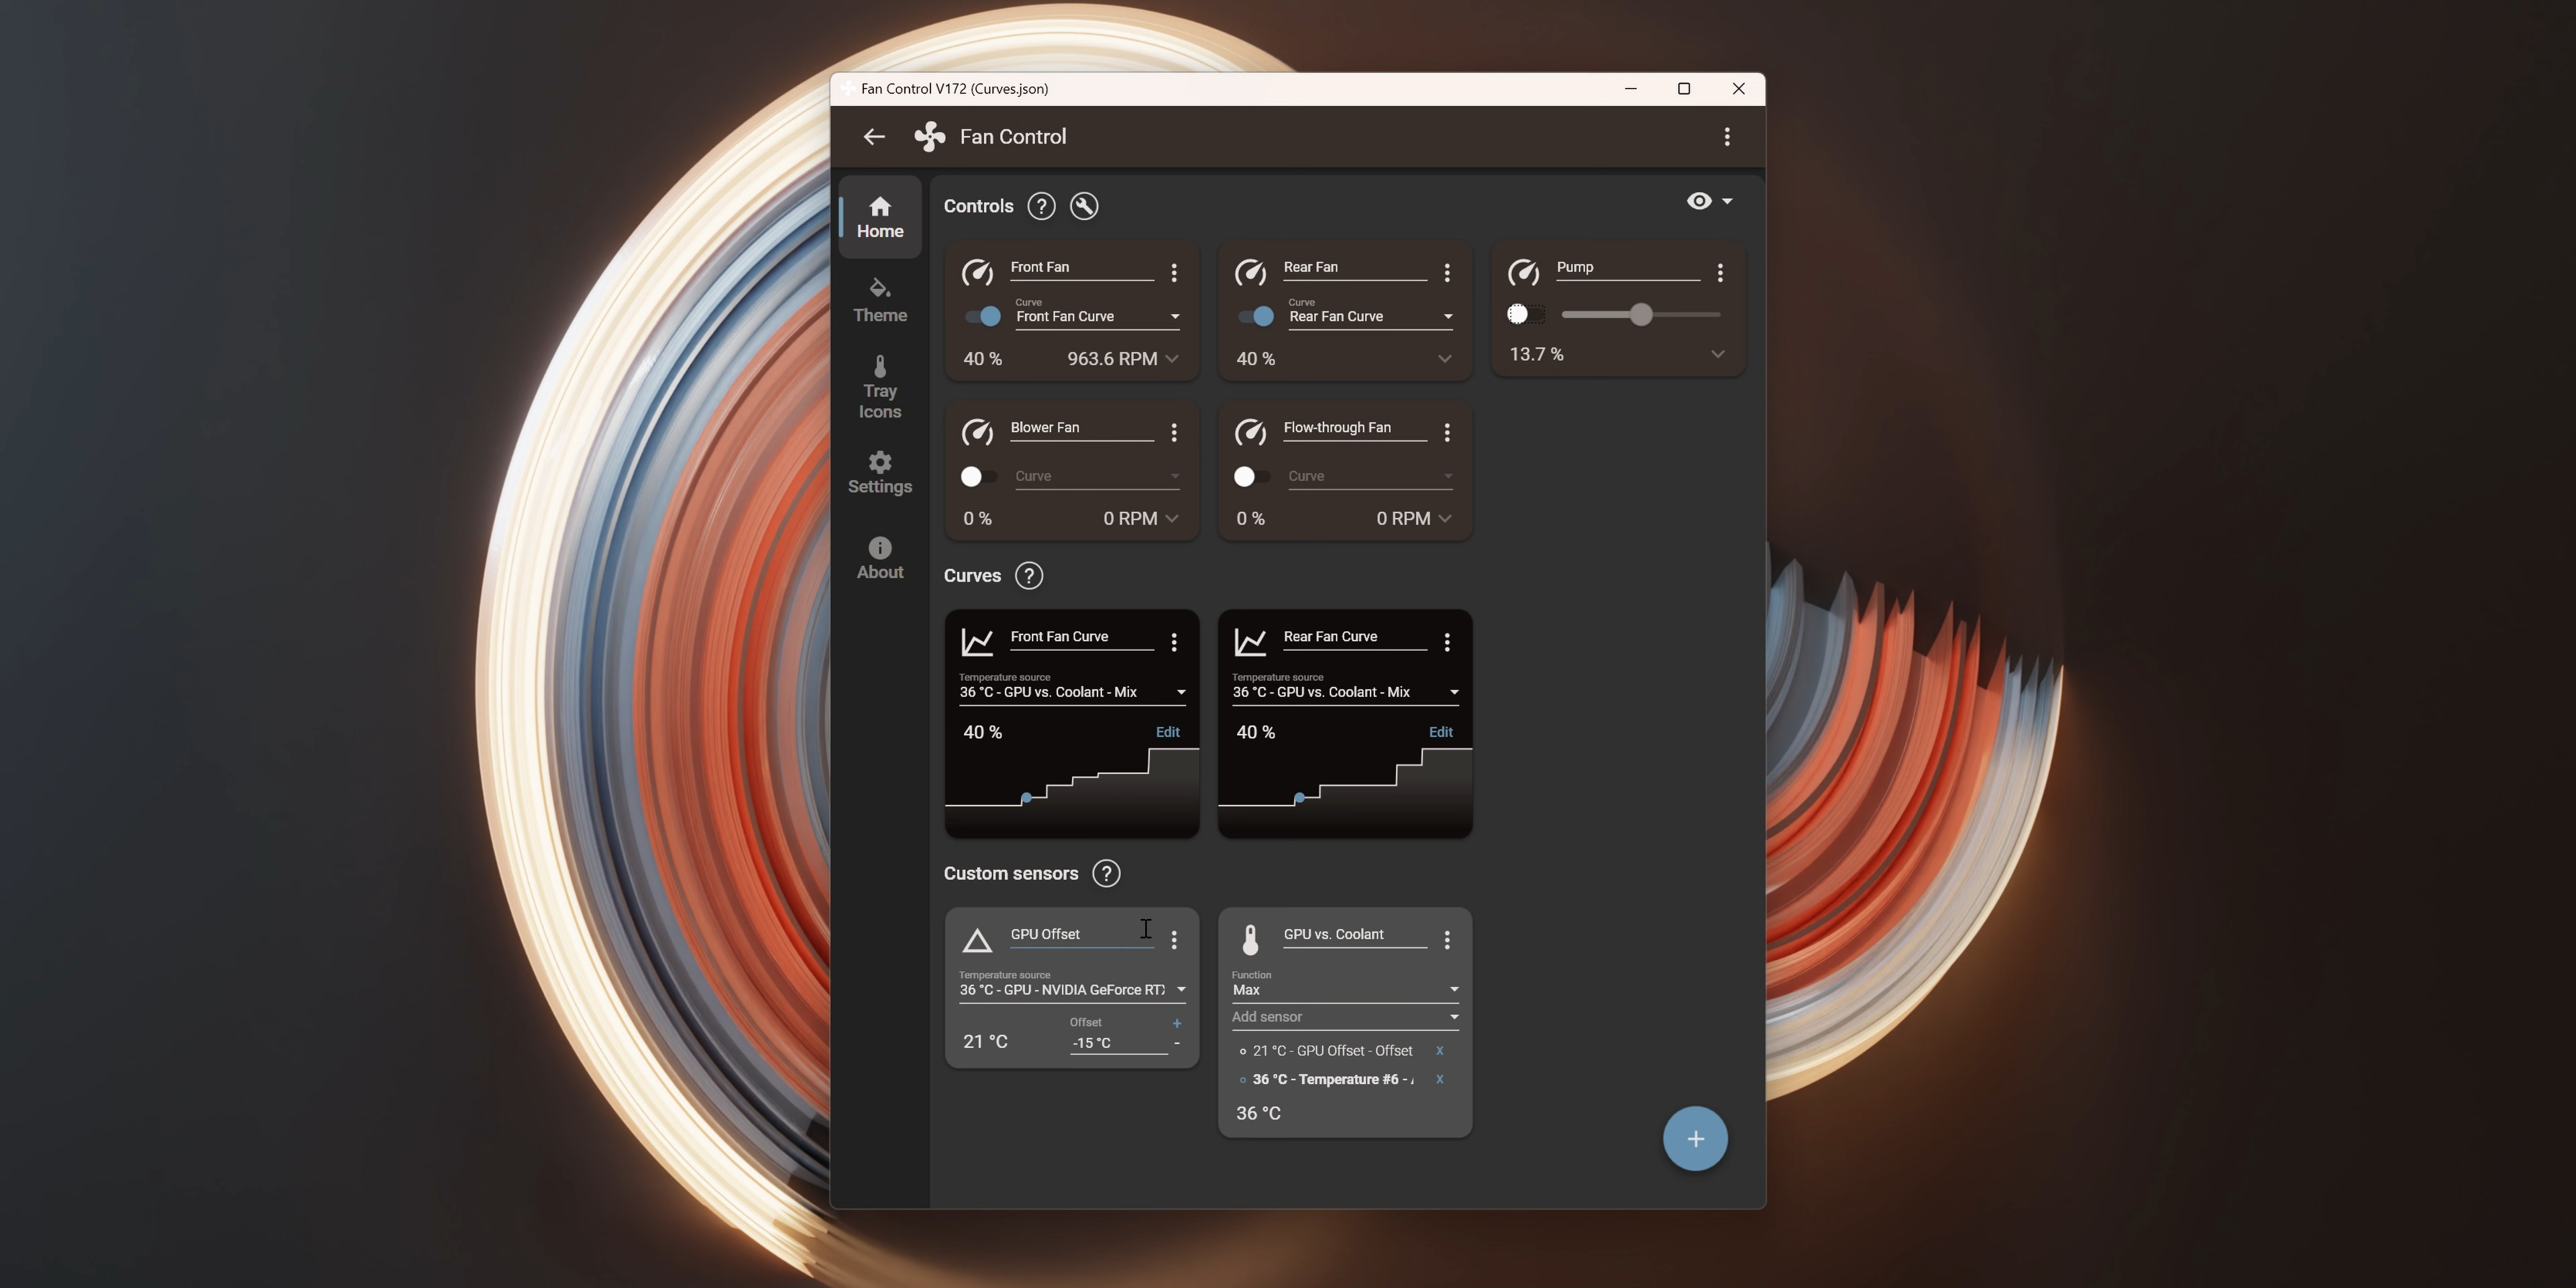 Fan Control V172 (Curves.json)
Fan Control
Home
Theme
Tray
Icons
Settings
About
Controls
Front Fan
Curve
Front Fan Curve
40 %
963.6 RPM
Rear Fan
Curve
Rear Fan Curve
40 %
Pump
13.7 %
Blower Fan
Curve
0 %
0 RPM
Flow-through Fan
Curve
0 %
0 RPM
Curves
Front Fan Curve
Temperature source
36 °C - GPU vs. Coolant - Mix
40 %
Edit
Rear Fan Curve
Temperature source
36 °C - GPU vs. Coolant - Mix
40 %
Edit
Custom sensors
GPU Offset
Temperature source
36 °C - GPU - NVIDIA GeForce
Offset
+
21 °C
-15 °C
-
GPU vs. Coolant
Function
Max
Add sensor
21 °C - GPU Offset - Offset
x
36 °C - Temperature #6 -
x
36 °C